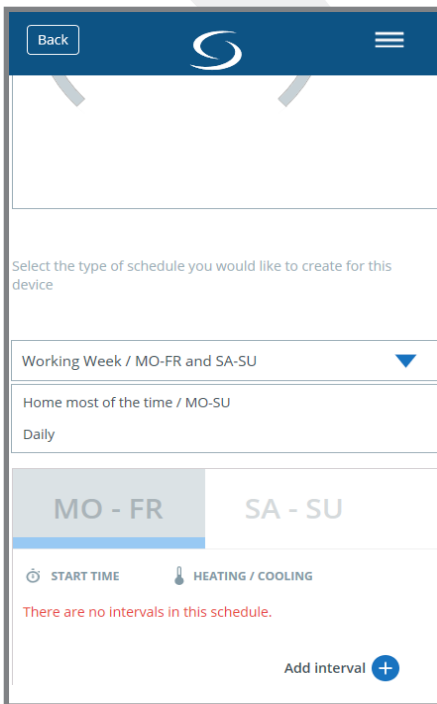 Back
Select the type of schedule you would like to create for this
device
Working Week / MO-FR and SA-SU
Home most of the time / MO-SU
Daily
MO - FR SA - SU
START TIME HEATING / COOLING
There are no intervals in this schedule.
Add interval